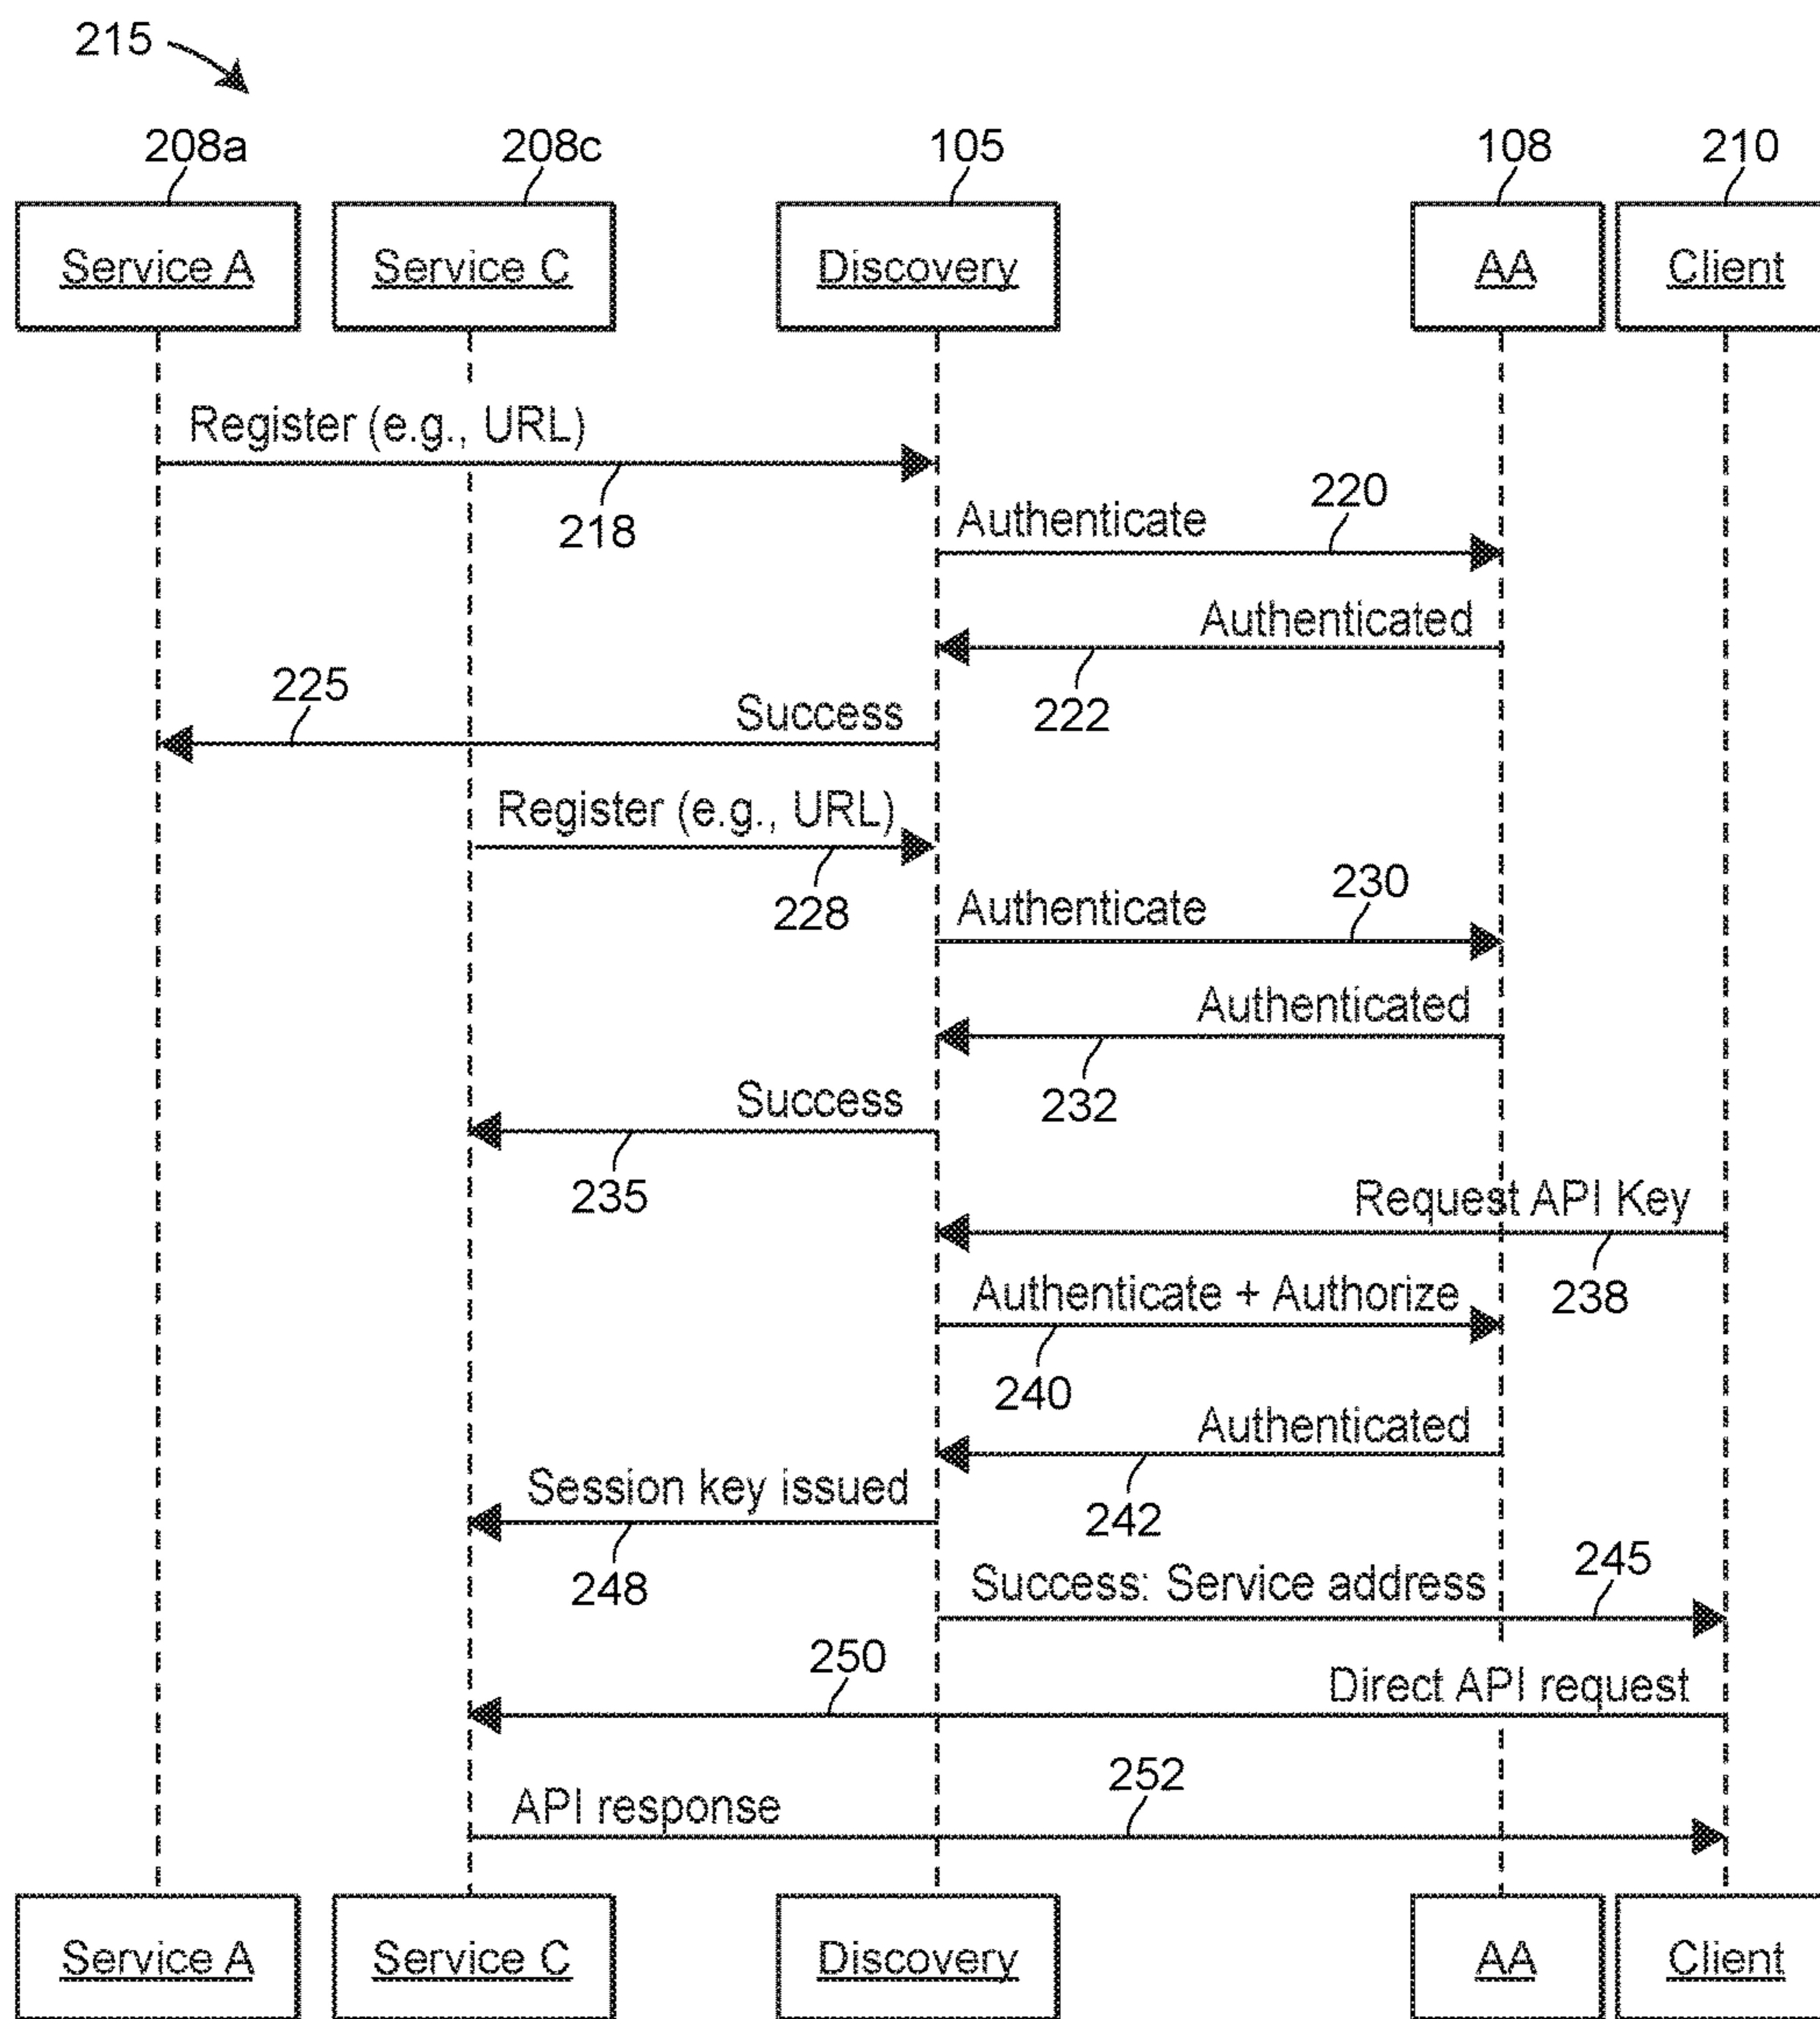 215
208a 208c 105 108 210
Service A Service C Discovery AA Client
Register (e.g., URL)
218
220
Authenticate
Authenticated
222
225
Success
Register (e.g., URL)
228
230
Authenticate
Authenticated
232
Success
235
Request API Key
238
Authenticate + Authorize
240
Authenticated
242
Session key issued
248
245
Success: Service address
250
Direct API request
252
API response
Service A Service C Discovery AA Client